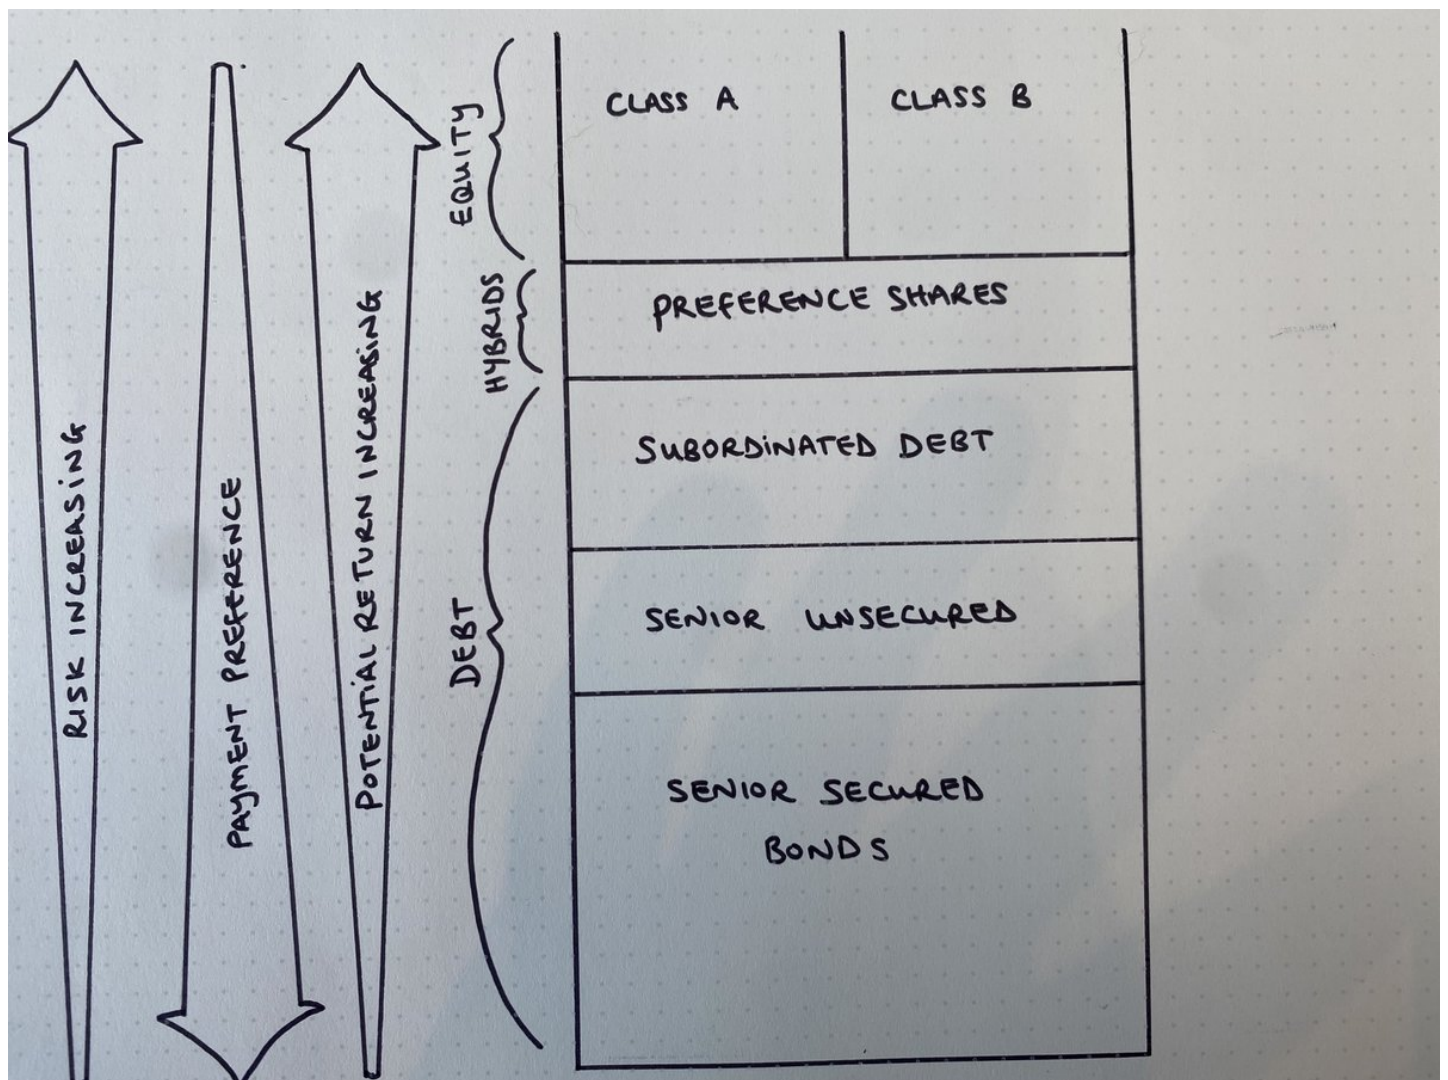 RISK INCREASING
PAYMENT PREFERENCE
POTENTIAL RETURN INCREASING
EQUITY
CLASS A
CLASS B
HYBRIDS
PREFERENCE SHARES
DEBT
SUBORDINATED DEBT
SENIOR UNSECURED
SENIOR SECURED
BONDS